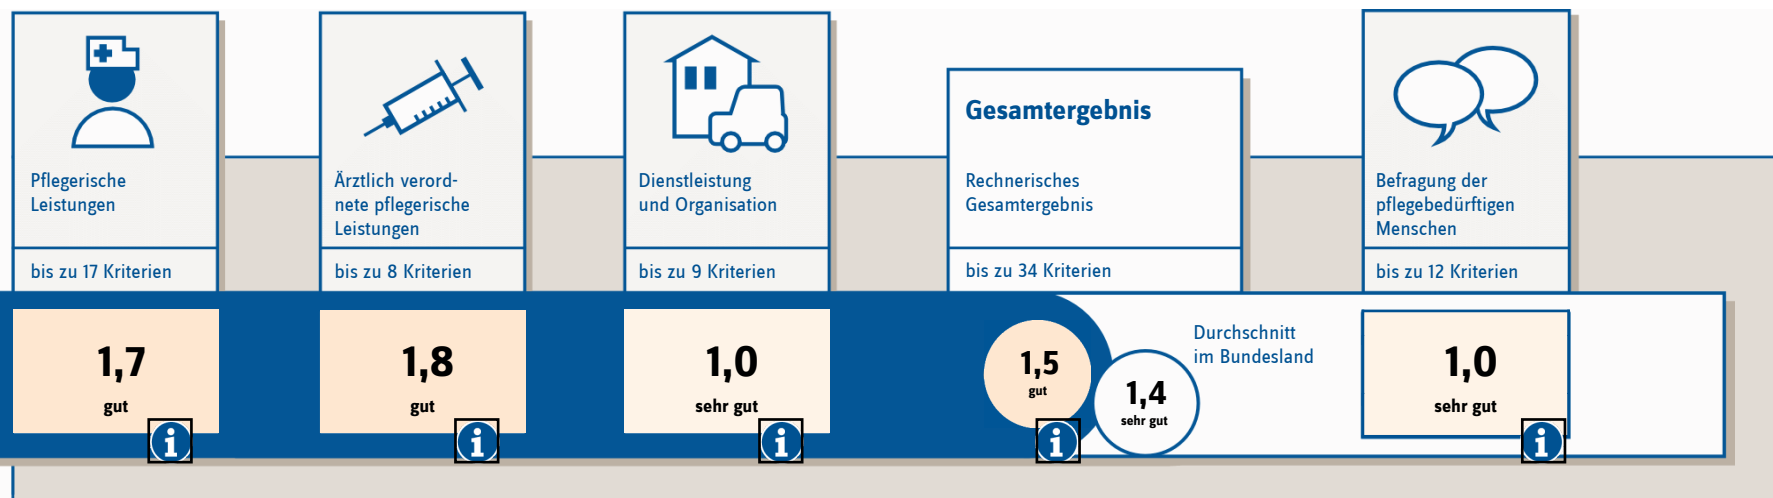 Pflegerische
Leistungen
bis zu 17 Kriterien
1,7
gut
i
Ärztlich verord-
nete pflegerische
Leistungen
bis zu 8 Kriterien
1,8
gut
i
Dienstleistung
und Organisation
bis zu 9 Kriterien
1,0
sehr gut
i
Gesamtergebnis
Rechnerisches
Gesamtergebnis
bis zu 34 Kriterien
1,5
gut
i
1,4
sehr gut
Durchschnitt
im Bundesland
Befragung der
pflegebedürftigen
Menschen
bis zu 12 Kriterien
1,0
sehr gut
i